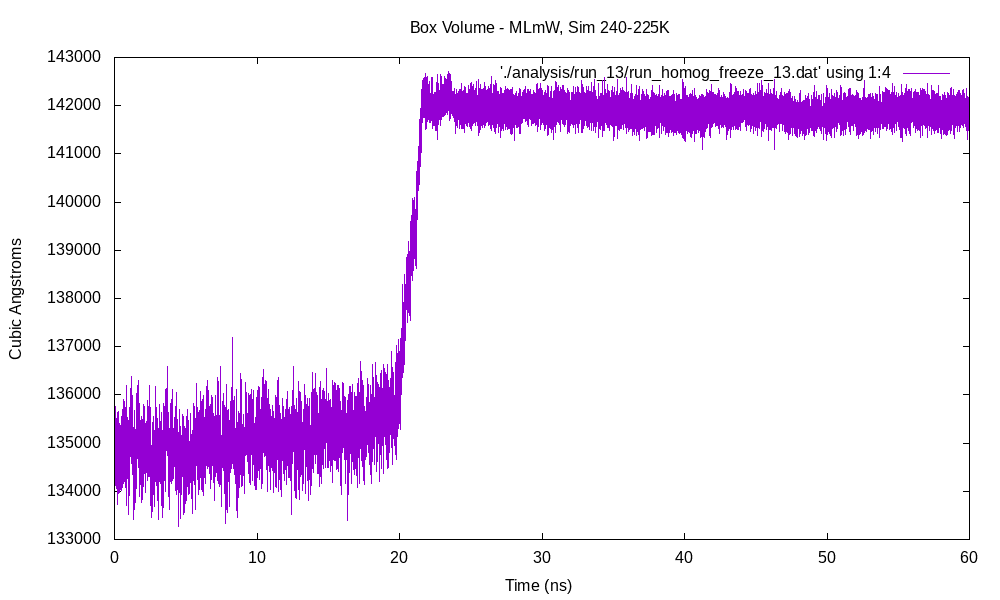 Box Volume - MLmW, Sim 240-225K
'./analysis/run_13/run_homog_freeze_13.dat' using 1:4
143000
142000
141000
140000
139000
138000
137000
136000
135000
134000
133000
Cubic Angstroms
0 10 20 30 40 50 60
Time (ns)